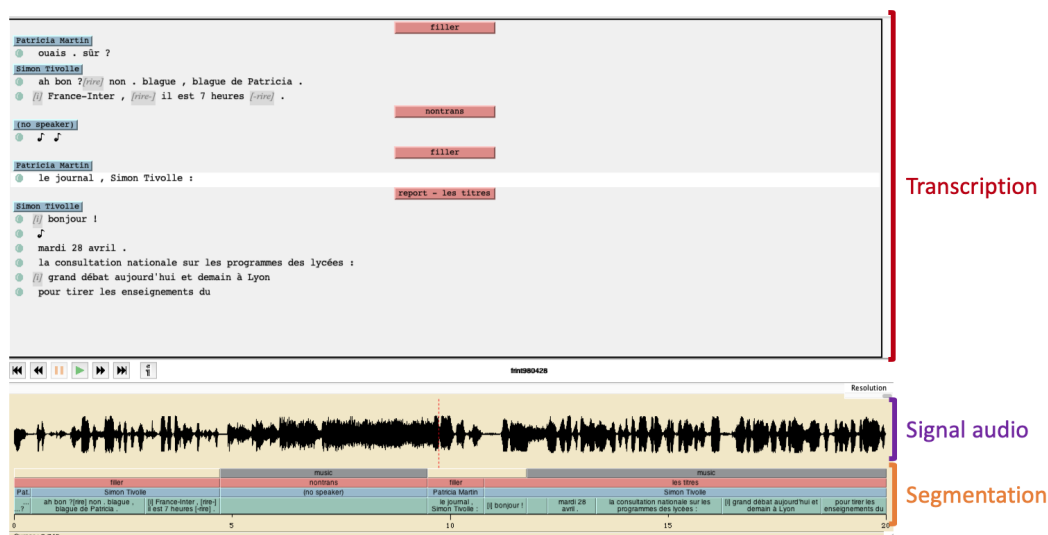 filler
Patricia Martin
ouais . sûr ?
Simon Tivolle
ah bon ?[rire] non . blague , blague de Patricia .
[i] France-Inter , [rire-] il est 7 heures [-rire] .
nontrans
(no speaker)
♪ ♪
filler
Patricia Martin
le journal , Simon Tivolle :
report - les titres
Simon Tivolle
[i] bonjour !
♪
mardi 28 avril .
la consultation nationale sur les programmes des lycées :
[i] grand débat aujourd'hui et demain à Lyon
pour tirer les enseignements du
Transcription
frint980428
Resolution
Signal audio
music music
filler nontrans filler les titres
Pat. Simon Tivolle (no speaker) Patricia Martin Simon Tivolle
... ah bon ?[rire] non . blague , [i] France-Inter , [rire-] le journal , [i] bonjour ! mardi 28 la consultation nationale sur les [i] grand débat aujourd'hui et pour tirer les
...? blague de Patricia . il est 7 heures [-rire] . Simon Tivolle : avril . programmes des lycées : demain à Lyon enseignements du
Segmentation
0 5 10 15 20